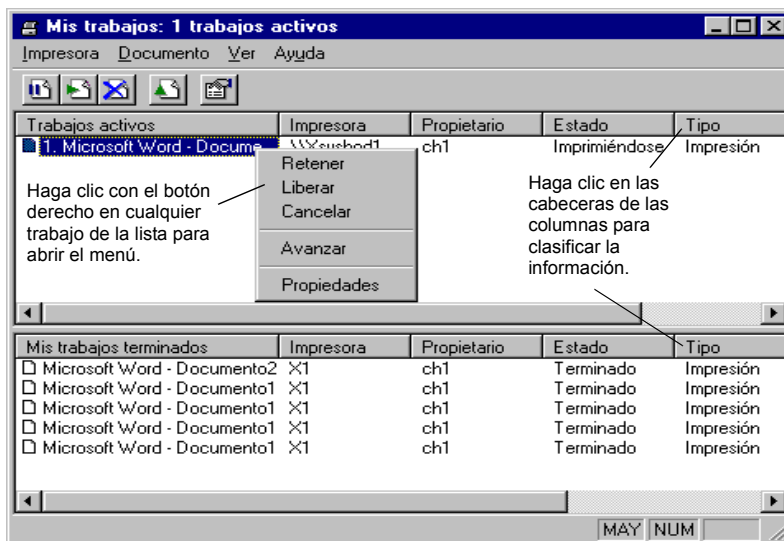 Mis trabajos: 1 trabajos activos
Impresora Documento Ver Ayuda
Trabajos activos Impresora Propietario Estado Tipo
1. Microsoft Word - Docume ch1 Imprimiéndose Impresión
Retener
Liberar
Cancelar
Avanzar
Propiedades
Haga clic con el botón
derecho en cualquier
trabajo de la lista para
abrir el menú.
Haga clic en las
cabeceras de las
columnas para
clasificar la
información.
Mis trabajos terminados Impresora Propietario Estado Tipo
Microsoft Word - Documento2 X1 ch1 Terminado Impresión
Microsoft Word - Documento1 X1 ch1 Terminado Impresión
Microsoft Word - Documento1 X1 ch1 Terminado Impresión
Microsoft Word - Documento1 X1 ch1 Terminado Impresión
Microsoft Word - Documento1 X1 ch1 Terminado Impresión
MAY NUM